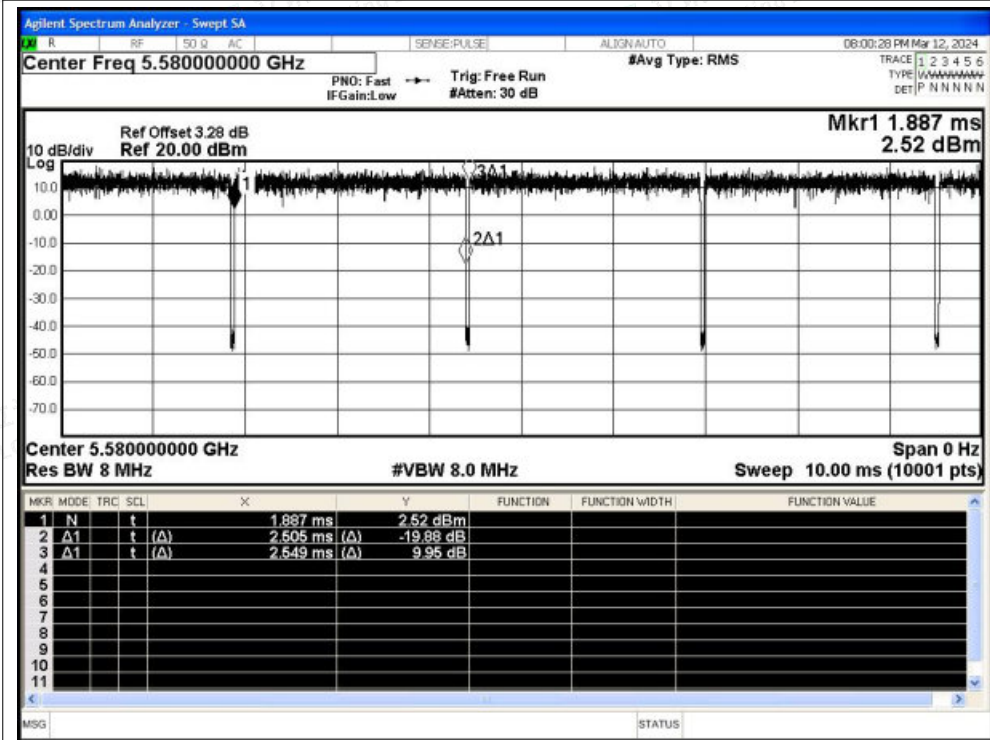 Agilent Spectrum Analyzer - Swept SA
LXI R RF 50 Ω AC SENSE:PULSE ALIGN AUTO 08:00:28 PM Mar 12, 2024
Center Freq 5.580000000 GHz #Avg Type: RMS TRACE 1 2 3 4 5 6
PNO: Fast Trig: Free Run TYPE
IFGain:Low #Atten: 30 dB DET P N N N N N
Mkr1 1.887 ms
Ref Offset 3.28 dB
10 dB/div Ref 20.00 dBm 2.52 dBm
Log
3Δ1
10.0 1
0.00
-10.0 2Δ1
-20.0
-30.0
-40.0
-50.0
-60.0
-70.0
Center 5.580000000 GHz Span 0 Hz
Res BW 8 MHz #VBW 8.0 MHz Sweep 10.00 ms (10001 pts)
MKR MODE TRC SCL X Y FUNCTION FUNCTION WIDTH FUNCTION VALUE
1 N t 1.887 ms 2.52 dBm
2 Δ1 t (Δ) 2.505 ms (Δ) -19.88 dB
3 Δ1 t (Δ) 2.549 ms (Δ) 9.95 dB
4
5
6
7
8
9
10
11
MSG STATUS